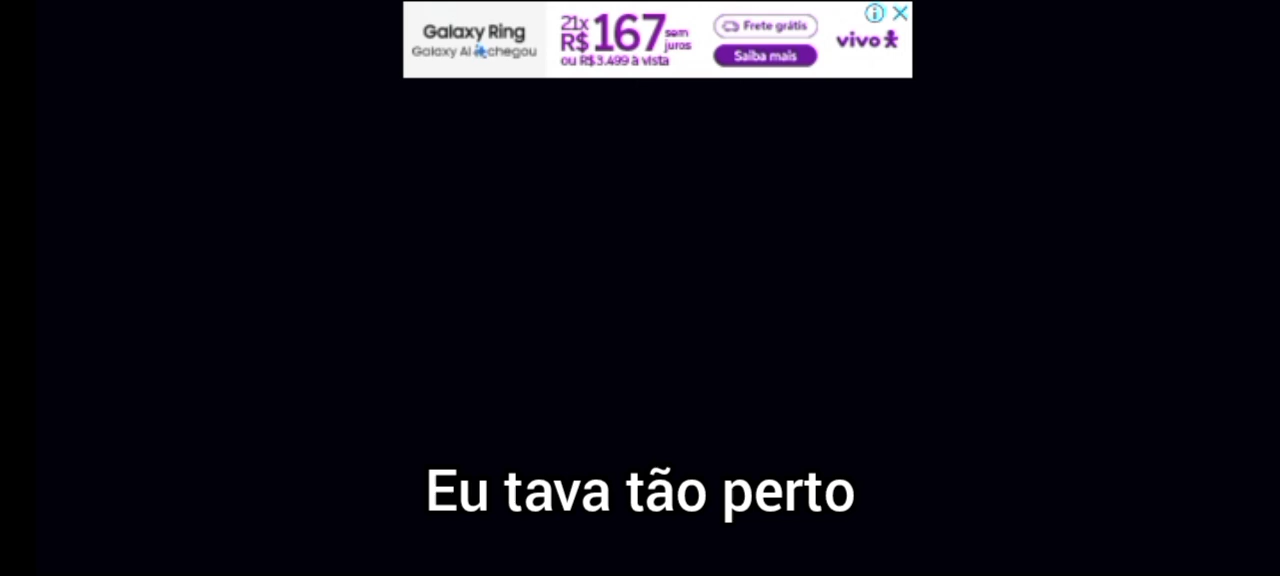 Galaxy Ring
Galaxy AI chegou
21x
R$ 167 sem juros
ou R$3.499 à vista
Frete grátis
Saiba mais
vivo
Eu tava tão perto